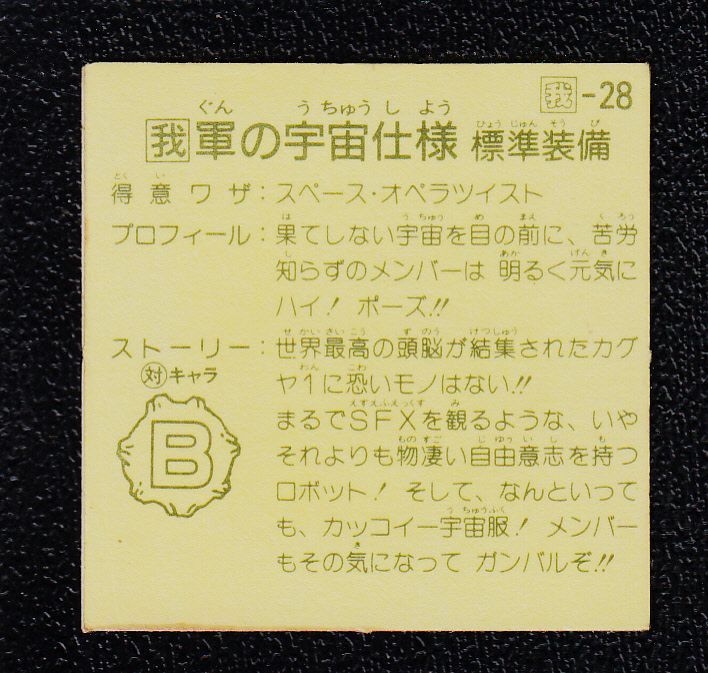 我-28
我軍の宇宙仕様 標準装備
得意ワザ:スペース・オペラツイスト
プロフィール:果てしない宇宙を目の前に、苦労
知らずのメンバーは 明るく元気に
ハイ! ポーズ!!
ストーリー:世界最高の頭脳が結集されたカグ
ヤ1に恐いモノはない!!
対キャラ
B
まるでSFXを観るような、いや
それよりも物凄い自由意志を持つ
ロボット! そして、なんといって
も、カッコイー宇宙服! メンバー
もその気になって ガンバルぞ!!